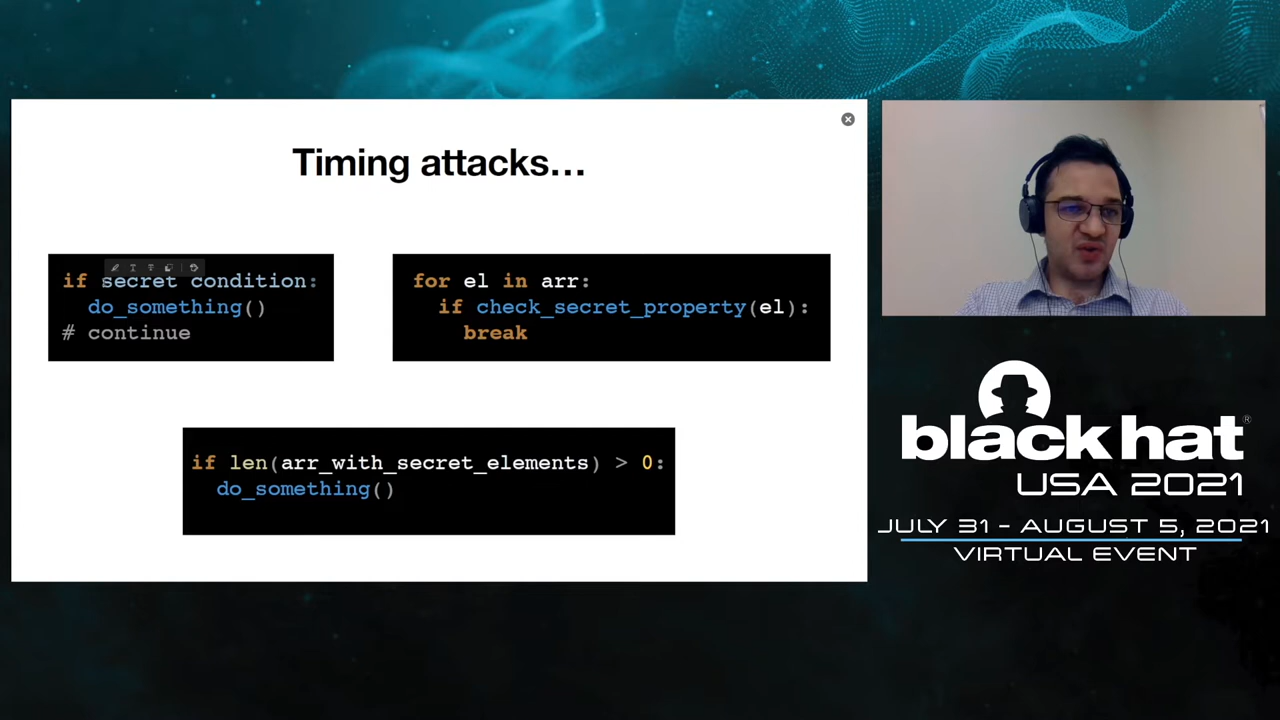 Timing attacks...
if secret condition:
do_something()
# continue
for el in arr:
if check_secret_property(el):
break
if len(arr_with_secret_elements) > 0:
do_something()
black hat®
USA 2021
JULY 31 - AUGUST 5, 2021
VIRTUAL EVENT